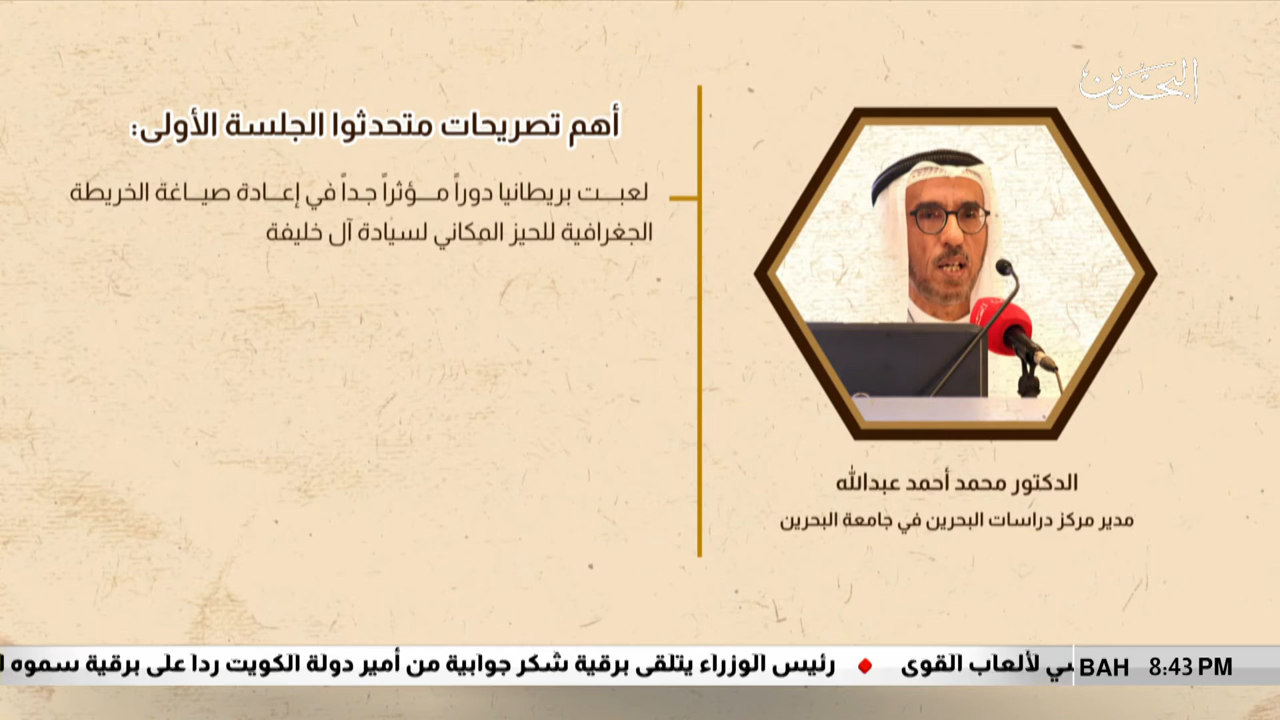 البحرين
أهم تصريحات متحدثوا الجلسة الأولى:
لعبت بريطانيا دوراً مؤثراً جداً في إعادة صياغة الخريطة
الجغرافية للحيز المكاني لسيادة آل خليفة
الدكتور محمد أحمد عبدالله
مدير مركز دراسات البحرين في جامعة البحرين
لألعاب القوى
رئيس الوزراء يتلقى برقية شكر جوابية من أمير دولة الكويت ردا على برقية سموه
BAH 8:43 PM